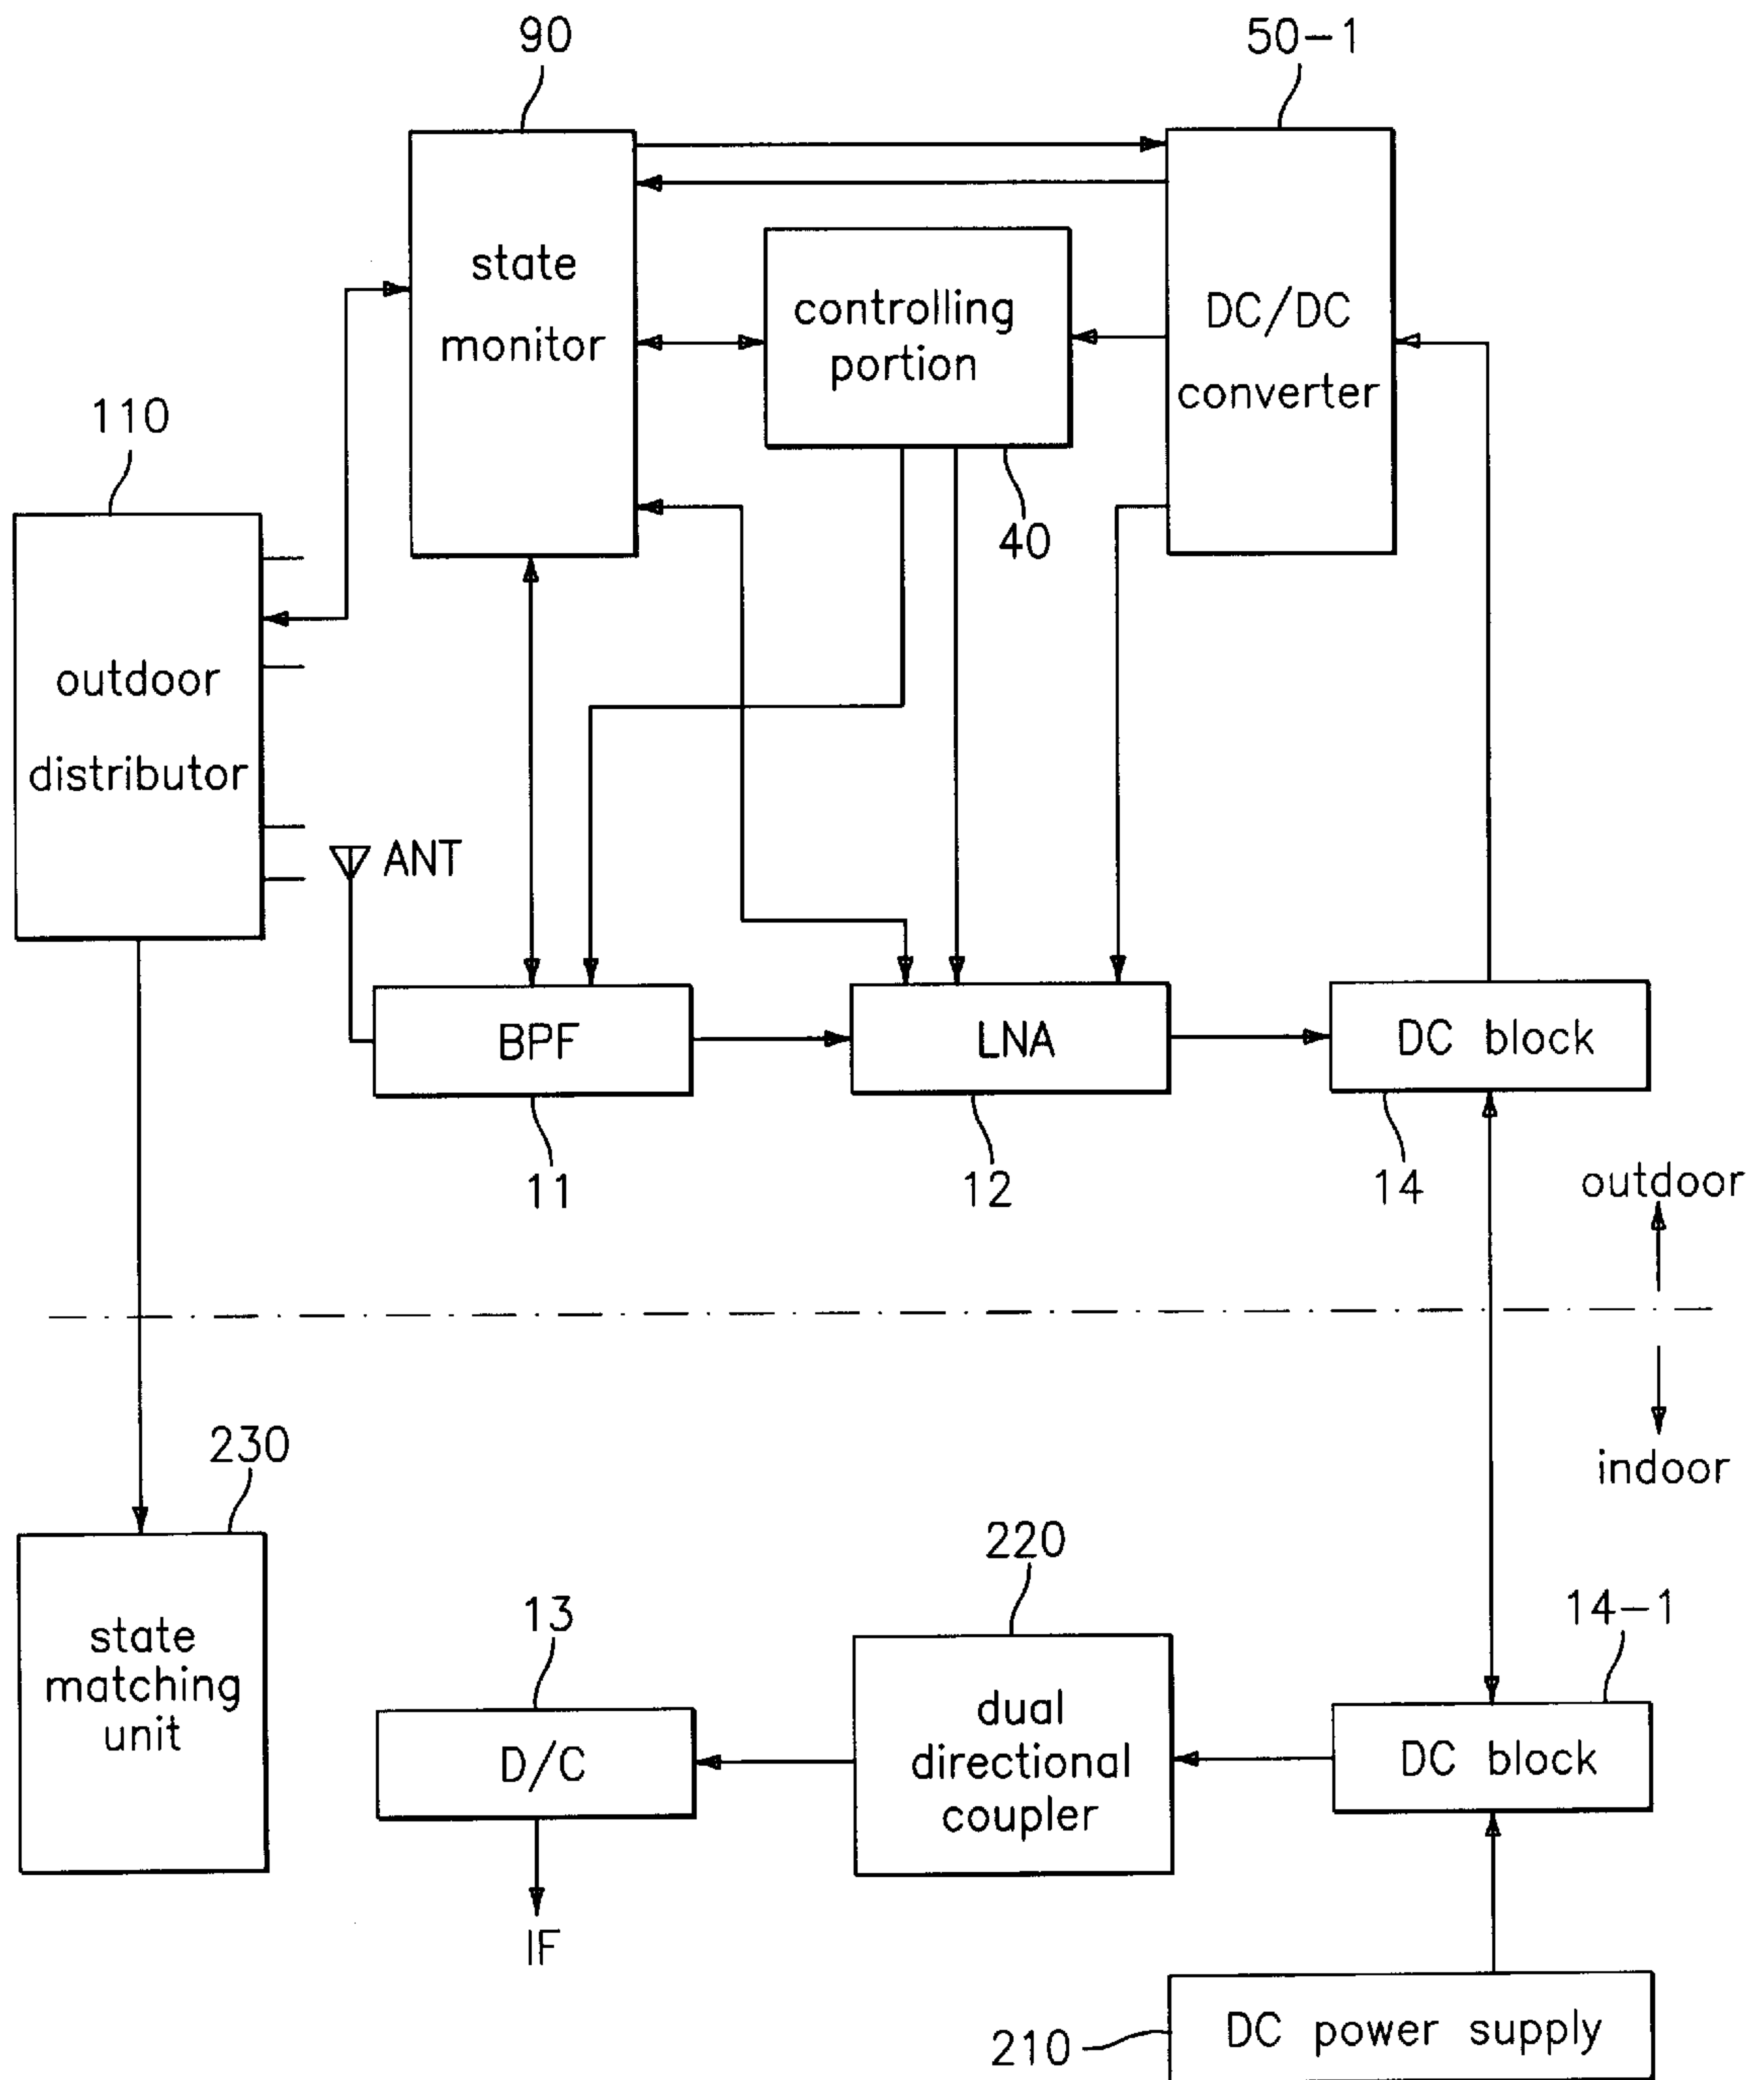 90
50-1
state
monitor
controlling
portion
DC/DC
converter
110
40
outdoor
distributor
ANT
BPF
LNA
DC block
11
12
14
outdoor
indoor
230
220
13
14-1
state
matching
unit
D/C
dual
directional
coupler
DC block
IF
210
DC power supply